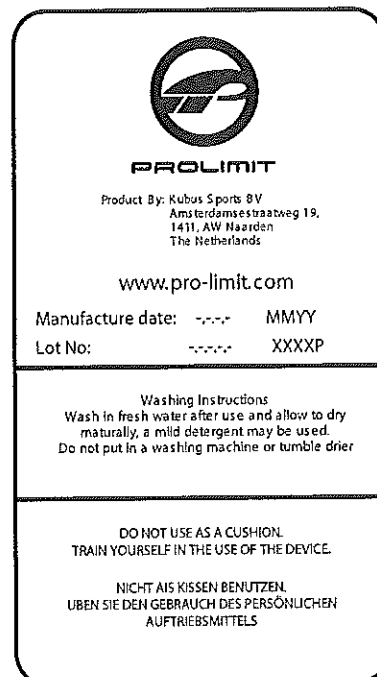 PROLIMIT
Product By: Kubus Sports BV
Amsterdamsestraatweg 19,
1411, AW Naarden
The Netherlands
www.pro-limit.com
Manufacture date: -.-.-.- MMYY
Lot No: -.-.-.-.- XXXXP
Washing Instructions
Wash in fresh water after use and allow to dry
naturally, a mild detergent may be used.
Do not put in a washing machine or tumble drier
DO NOT USE AS A CUSHION.
TRAIN YOURSELF IN THE USE OF THE DEVICE.
NICHT AlS KISSEN BENUTZEN,
UBEN SIE DEN GEBRAUCH DES PERSÖNLICHEN
AUFTRIEBSMITTELS